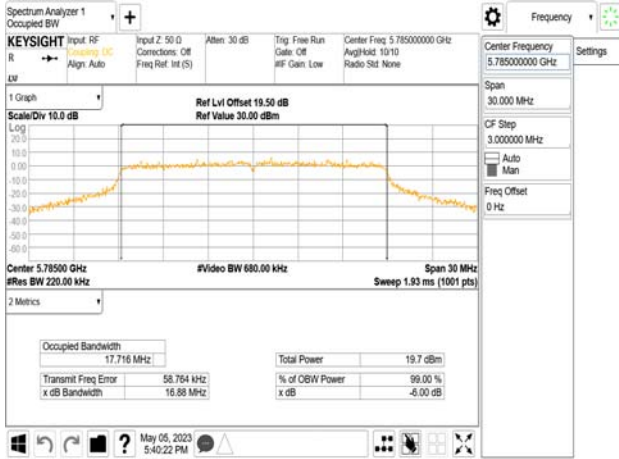 Spectrum Analyzer 1
Occupied BW
Frequency
Settings
KEYSIGHT
R
Input: RF
Coupling: DC
Align: Auto
Input Z: 50 Ω
Corrections: Off
Freq Ref: Int (S)
Atten: 30 dB
Trig: Free Run
Gate: Off
#IF Gain: Low
Center Freq: 5.785000000 GHz
Avg|Hold: 10/10
Radio Std: None
Center Frequency
5.785000000 GHz
Span
30.000 MHz
CF Step
3.000000 MHz
Auto
Man
Freq Offset
0 Hz
1 Graph
Scale/Div 10.0 dB
Ref Lvl Offset 19.50 dB
Ref Value 30.00 dBm
Log
20.0
10.0
0.00
-10.0
-20.0
-30.0
-40.0
-50.0
-60.0
Center 5.78500 GHz
#Res BW 220.00 kHz
#Video BW 680.00 kHz
Span 30 MHz
Sweep 1.93 ms (1001 pts)
2 Metrics
Occupied Bandwidth
17.716 MHz
Total Power 19.7 dBm
Transmit Freq Error 58.764 kHz
% of OBW Power 99.00 %
x dB Bandwidth 16.88 MHz
x dB -6.00 dB
?
May 05, 2023
5:40:22 PM